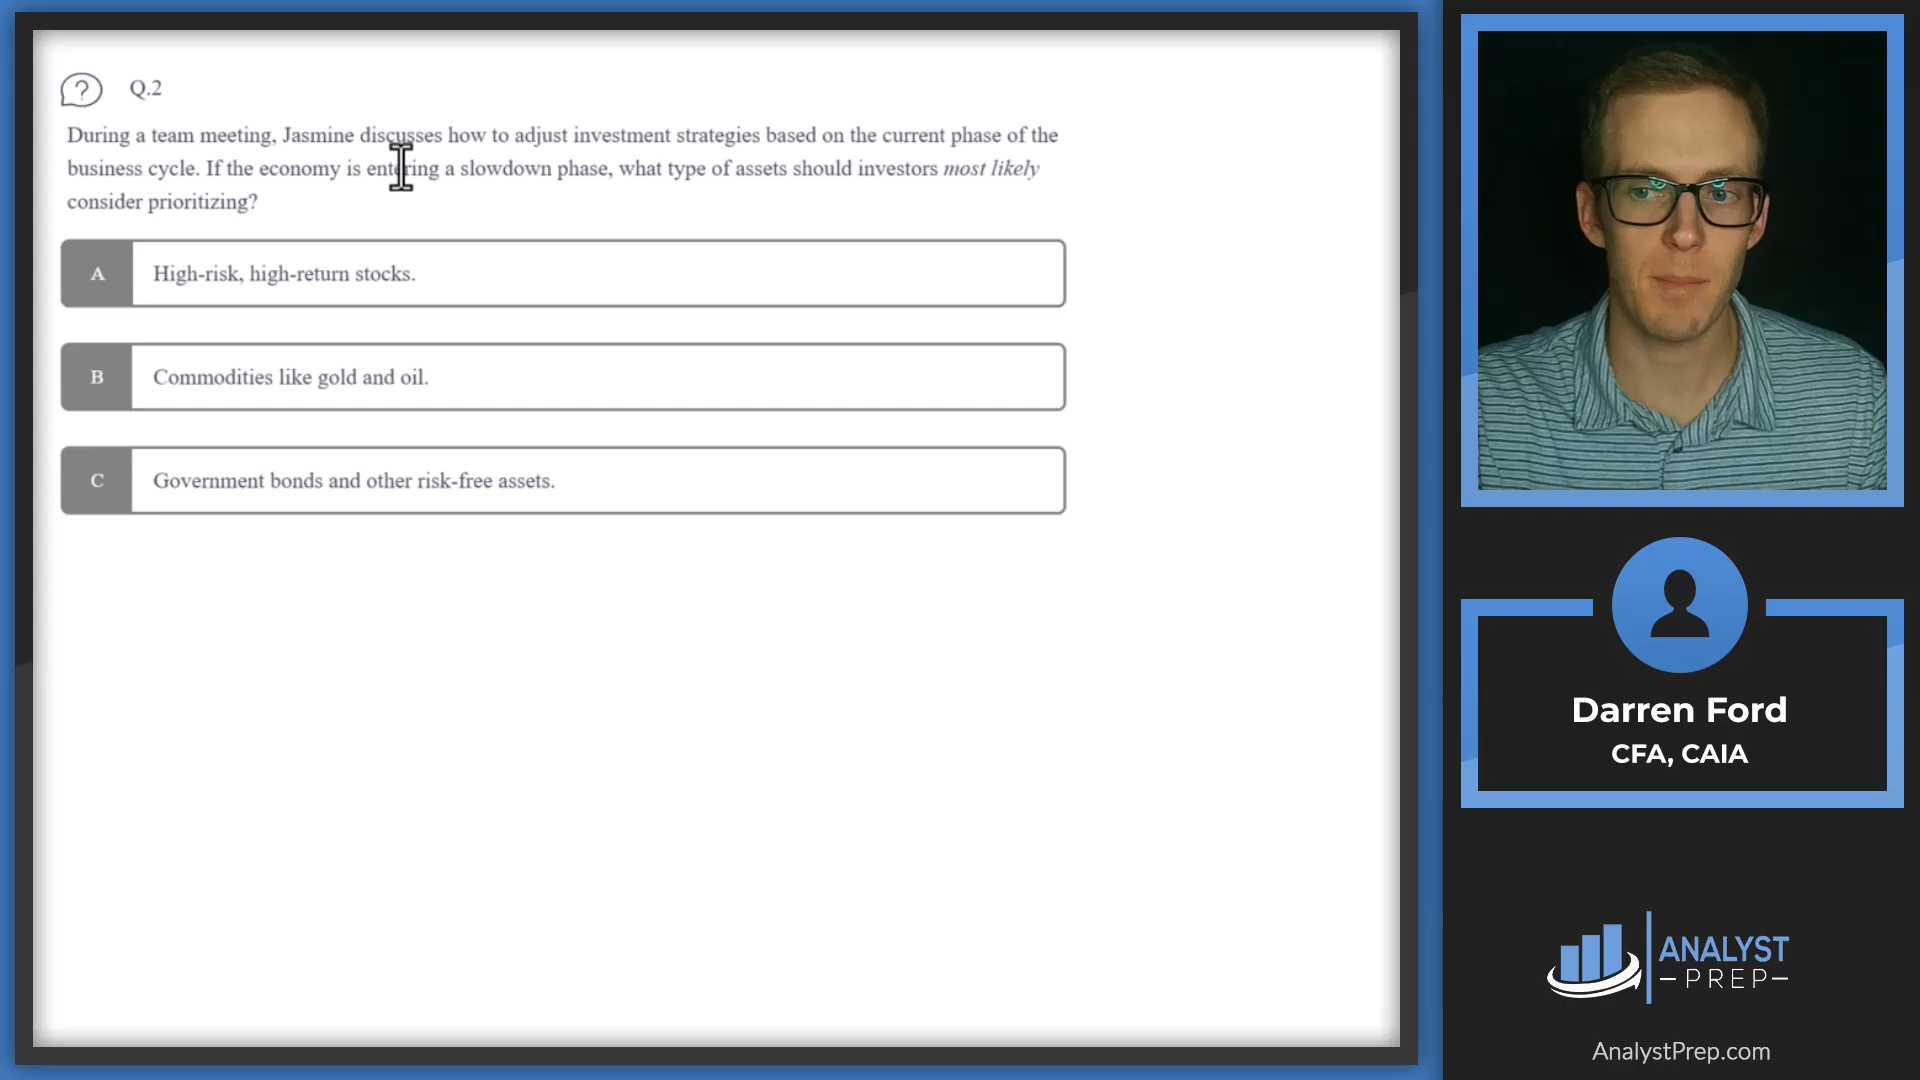 ?
Q.2
During a team meeting, Jasmine discusses how to adjust investment strategies based on the current phase of the
business cycle. If the economy is entering a slowdown phase, what type of assets should investors most likely
consider prioritizing?
A
High-risk, high-return stocks.
B
Commodities like gold and oil.
C
Government bonds and other risk-free assets.
Darren Ford
CFA, CAIA
ANALYST
PREP
AnalystPrep.com